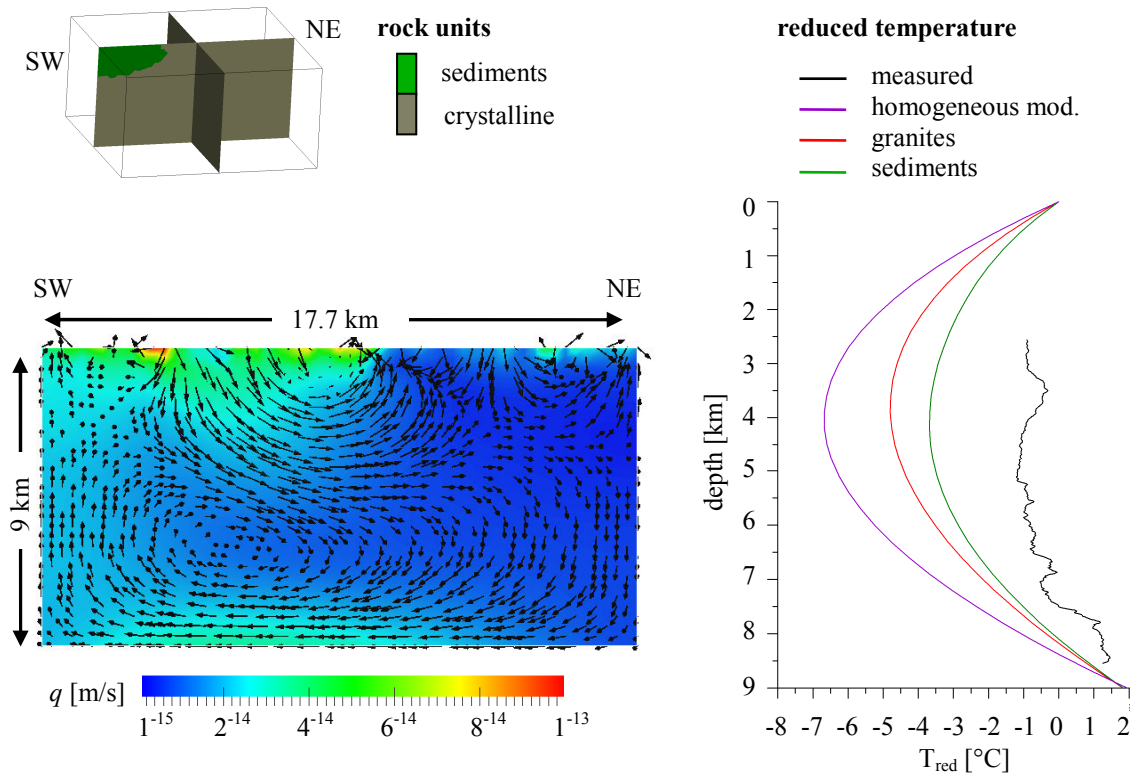 SW
NE
rock units
sediments
crystalline
SW
NE
17.7 km
9 km
q [m/s]
1⁻¹⁵ 2⁻¹⁴ 4⁻¹⁴ 6⁻¹⁴ 8⁻¹⁴ 1⁻¹³
reduced temperature
measured
homogeneous mod.
granites
sediments
0
1
2
3
4
5
6
7
8
9
depth [km]
-8 -7 -6 -5 -4 -3 -2 -1 0 1 2
T_red [°C]